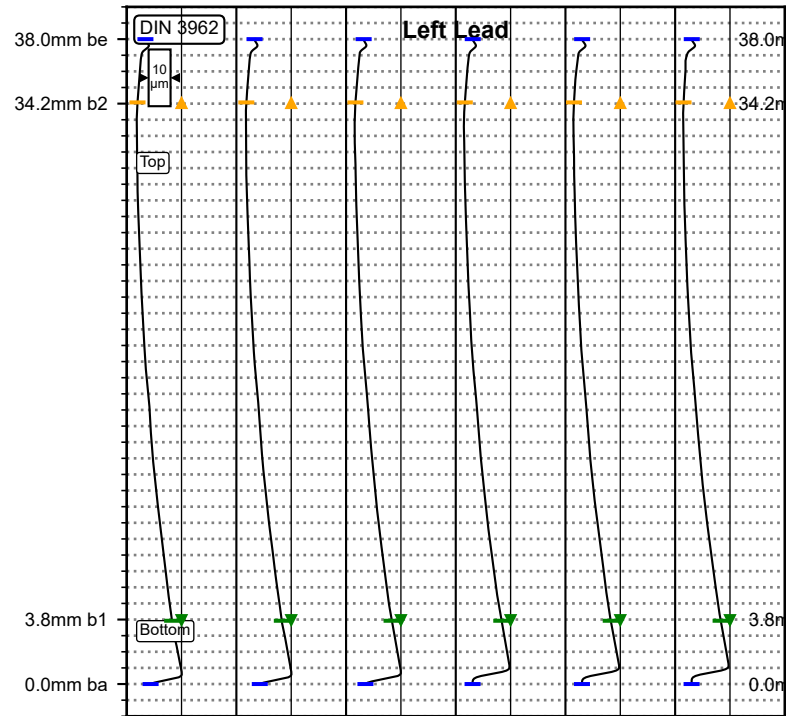 DIN 3962
Left Lead
38.0mm be
38.0m
10
µm
34.2mm b2
34.2m
Top
3.8mm b1
3.8m
Bottom
0.0mm ba
0.0m